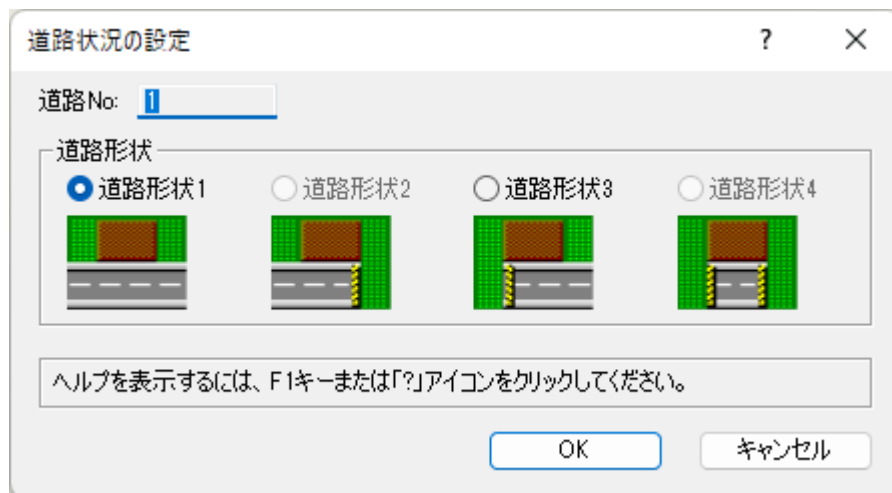 道路状況の設定 ?
道路No: 1
道路形状
道路形状1 道路形状2 道路形状3 道路形状4
ヘルプを表示するには、F1キーまたは「?」アイコンをクリックしてください。
OK キャンセル